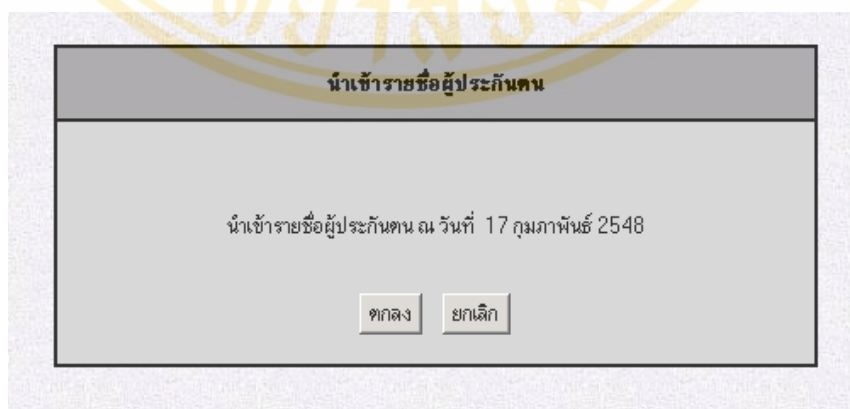 นำเข้ารายชื่อผู้ประกันตน
นำเข้ารายชื่อผู้ประกันตน ณ วันที่ 17 กุมภาพันธ์ 2548
ตกลง ยกเลิก